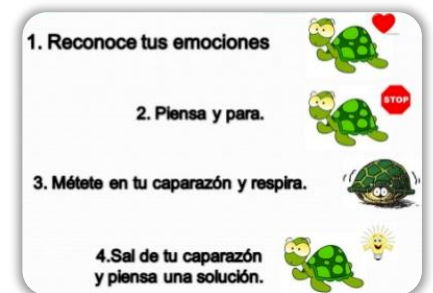 1. Reconoce tus emociones
2. Piensa y para.
STOP
3. Métete en tu caparazón y respira.
4.Sal de tu caparazón
y piensa una solución.